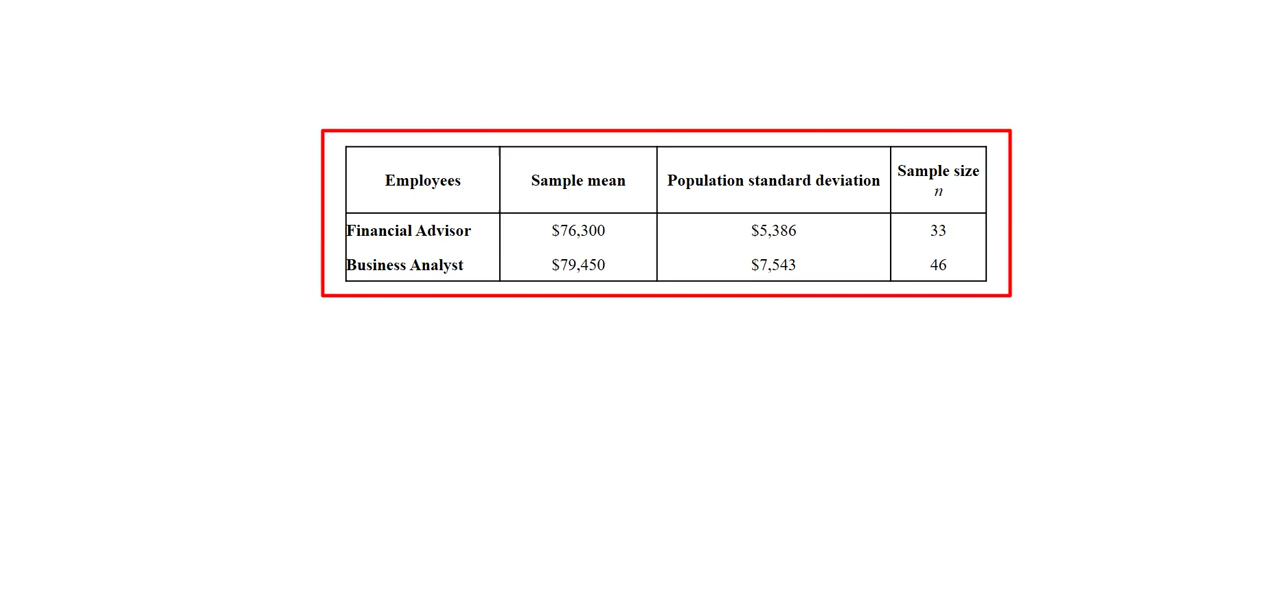 Employees Sample mean Population standard deviation Sample size
n
Financial Advisor $76,300 $5,386 33
Business Analyst $79,450 $7,543 46